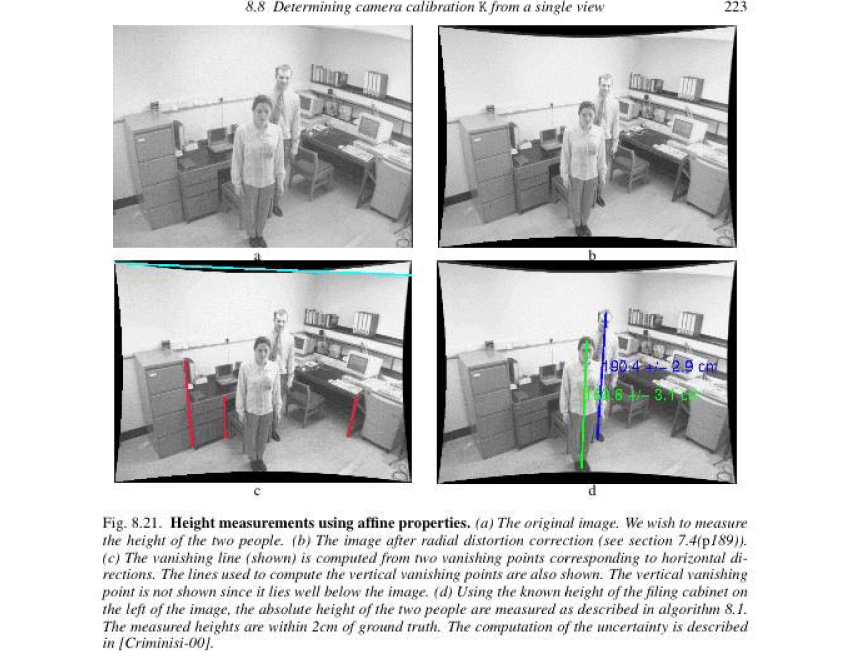 8.8 Determining camera calibration K from a single view 223
a
b
190.4 +/− 2.9 cm
+/− 3.1 cm
c
d
Fig. 8.21. Height measurements using affine properties. (a) The original image. We wish to measure
the height of the two people. (b) The image after radial distortion correction (see section 7.4(p189)).
(c) The vanishing line (shown) is computed from two vanishing points corresponding to horizontal di-
rections. The lines used to compute the vertical vanishing points are also shown. The vertical vanishing
point is not shown since it lies well below the image. (d) Using the known height of the filing cabinet on
the left of the image, the absolute height of the two people are measured as described in algorithm 8.1.
The measured heights are within 2cm of ground truth. The computation of the uncertainty is described
in [Criminisi-00].